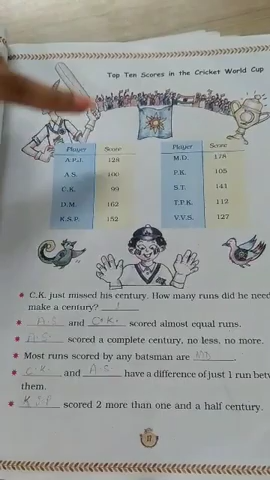 Top Ten Scores in the Cricket World Cup
Player Score
A.P.J. 128
A.S. 100
C.K. 99
D.M. 162
K.S.P. 152
Player Score
M.D. 178
P.K. 105
S.T. 141
T.P.K. 112
V.V.S. 127
C.K. just missed his century. How many runs did he need
make a century? 1
A.S. and C.K. scored almost equal runs.
A.S. scored a complete century, no less, no more.
Most runs scored by any batsman are MD
C.K. and A.S have a difference of just 1 run betw
them.
K.S.P scored 2 more than one and a half century.
17